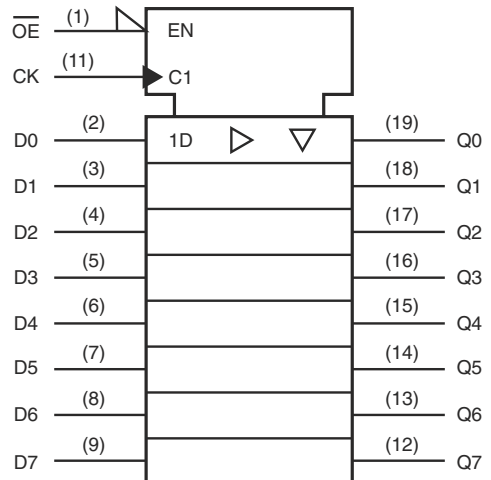 O̅E̅ (1) EN
CK (11) C1
D0 (2) 1D (19) Q0
D1 (3) (18) Q1
D2 (4) (17) Q2
D3 (5) (16) Q3
D4 (6) (15) Q4
D5 (7) (14) Q5
D6 (8) (13) Q6
D7 (9) (12) Q7